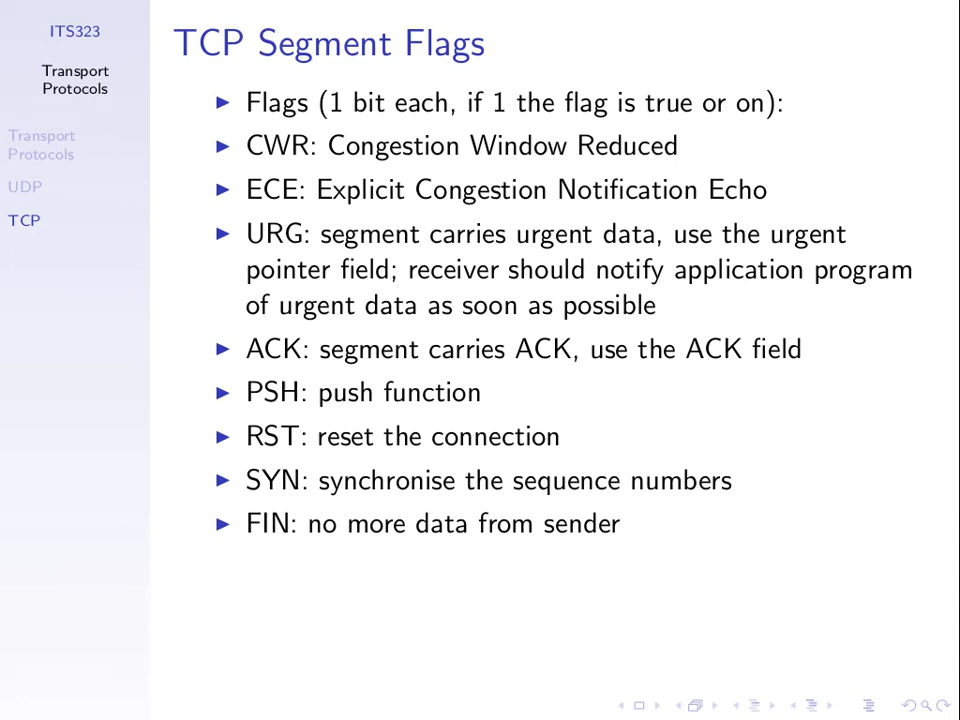 ITS323
Transport
Protocols
Transport
Protocols
UDP
TCP
TCP Segment Flags
Flags (1 bit each, if 1 the flag is true or on):
CWR: Congestion Window Reduced
ECE: Explicit Congestion Notification Echo
URG: segment carries urgent data, use the urgent
pointer field; receiver should notify application program
of urgent data as soon as possible
ACK: segment carries ACK, use the ACK field
PSH: push function
RST: reset the connection
SYN: synchronise the sequence numbers
FIN: no more data from sender